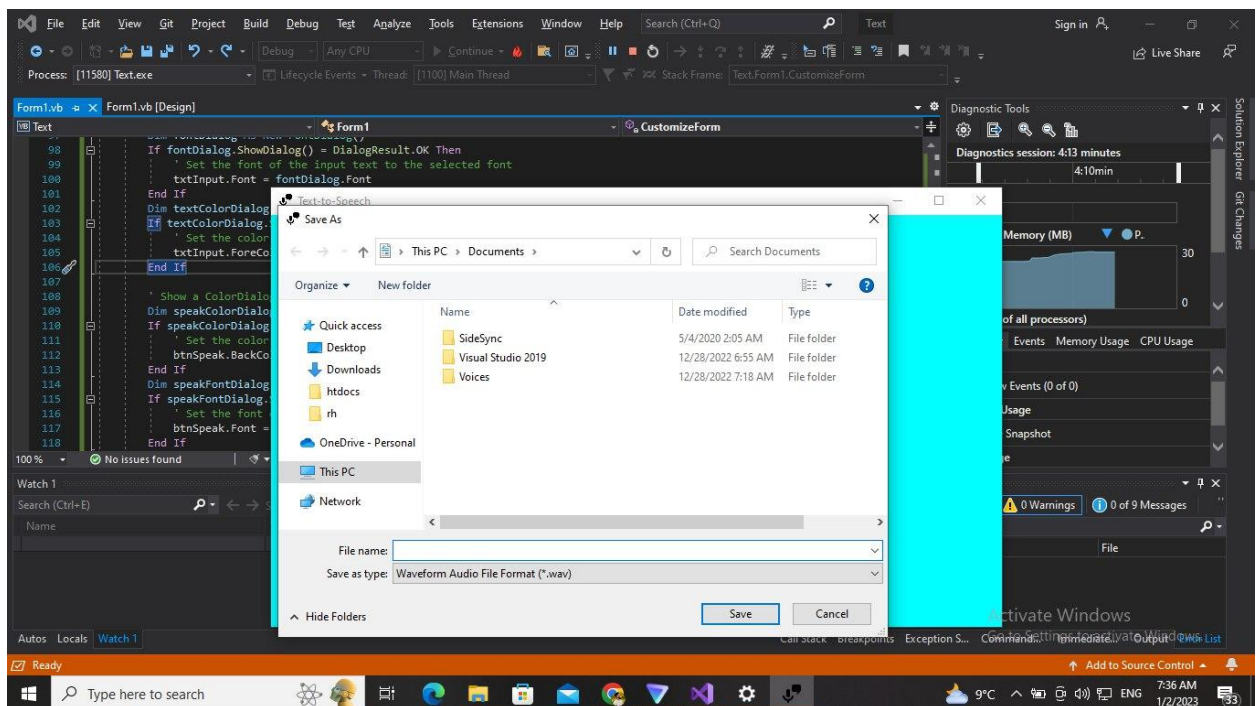 File Edit View Git Project Build Debug Test Analyze Tools Extensions Window Help Search (Ctrl+Q) Text Sign in
Debug Any CPU Continue Live Share
Process: [11580] Text.exe Lifecycle Events Thread: [1100] Main Thread Stack Frame: Text.Form1.CustomizeForm
Form1.vb Form1.vb [Design]
VB Text Form1 CustomizeForm
98 If fontDialog.ShowDialog() = DialogResult.OK Then
99 ' Set the font of the input text to the selected font
100 txtInput.Font = fontDialog.Font
101 End If
102 Dim textColorDialog
103 If textColorDialog.
104 ' Set the color
105 txtInput.ForeCo
106 End If
107
108 ' Show a ColorDialo
109 Dim speakColorDialo
110 If speakColorDialog
111 ' Set the color
112 btnSpeak.BackCo
113 End If
114 Dim speakFontDialog
115 If speakFontDialog.
116 ' Set the font
117 btnSpeak.Font =
118 End If
100 % No issues found
Watch 1
Search (Ctrl+E)
Name
Autos Locals Watch 1
Text-to-Speech
Save As
This PC Documents Search Documents
Organize New folder
Name Date modified Type
Quick access
Desktop
Downloads
htdocs
rh
OneDrive - Personal
This PC
Network
SideSync 5/4/2020 2:05 AM File folder
Visual Studio 2019 12/28/2022 6:55 AM File folder
Voices 12/28/2022 7:18 AM File folder
File name:
Save as type: Waveform Audio File Format (*.wav)
Hide Folders Save Cancel
Diagnostic Tools
Diagnostics session: 4:13 minutes
4:10min
Memory (MB) P..
30
0
of all processors)
Events Memory Usage CPU Usage
Events (0 of 0)
Usage
Snapshot
0 Warnings 0 of 9 Messages
File
Solution Explorer
Git Changes
Activate Windows
Go to Settings to activate Windows.
Call Stack Breakpoints Exception S... Output Error List
Ready Add to Source Control
Type here to search 9°C ENG 7:36 AM
1/2/2023 33